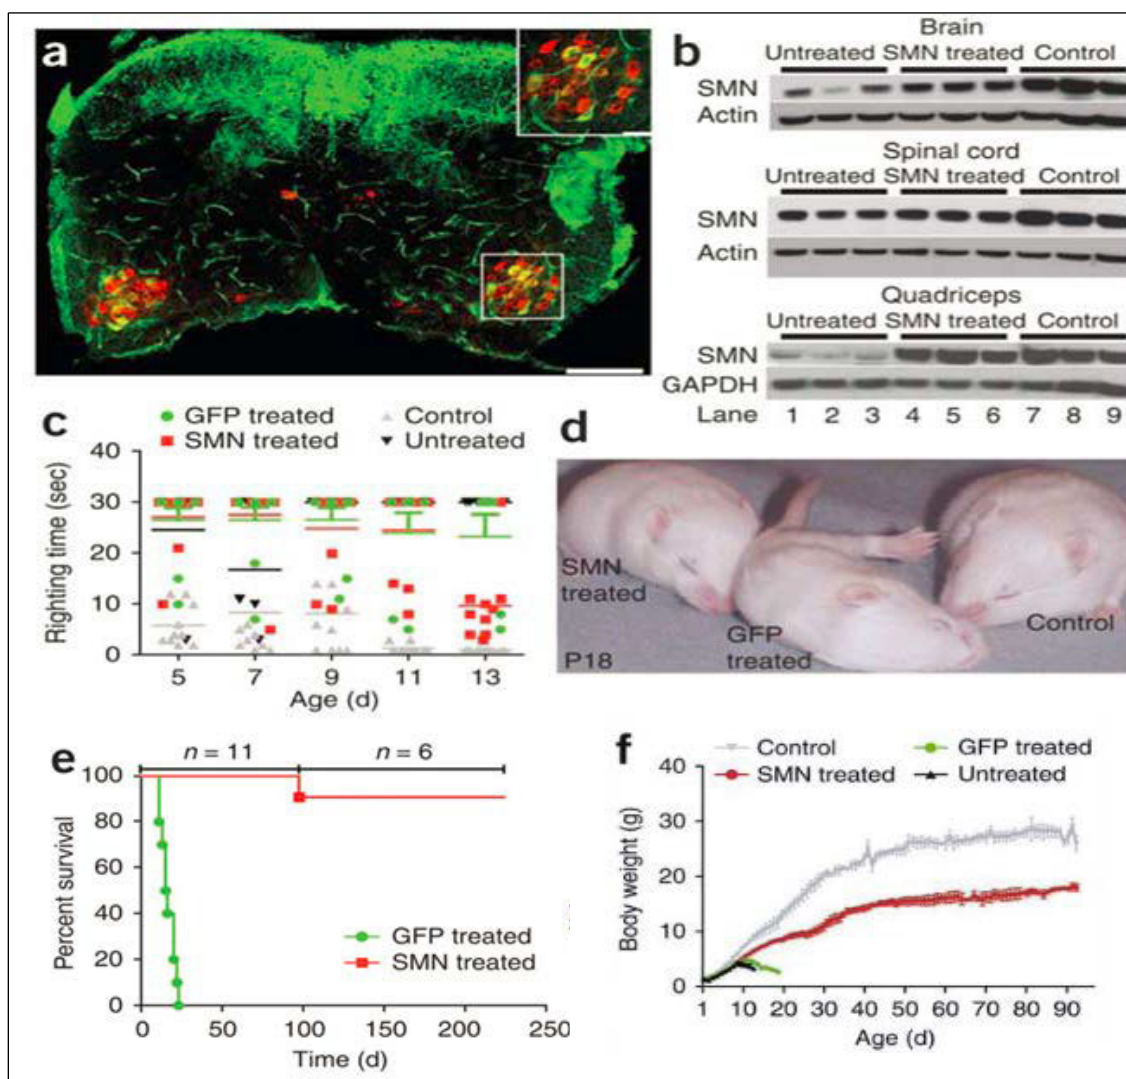 a
b
Brain
Untreated SMN treated Control
SMN
Actin
Spinal cord
Untreated SMN treated Control
SMN
Actin
Quadriceps
Untreated SMN treated Control
SMN
GAPDH
Lane 1 2 3 4 5 6 7 8 9
c
GFP treated Control
SMN treated Untreated
Righting time (sec)
40
30
20
10
0
5 7 9 11 13
Age (d)
d
SMN
treated
GFP
treated
Control
P18
e
n = 11 n = 6
Percent survival
100
80
60
40
20
0
GFP treated
SMN treated
0 50 100 150 200 250
Time (d)
f
Control GFP treated
SMN treated Untreated
Body weight (g)
40
30
20
10
0
1 10 20 30 40 50 60 70 80 90
Age (d)